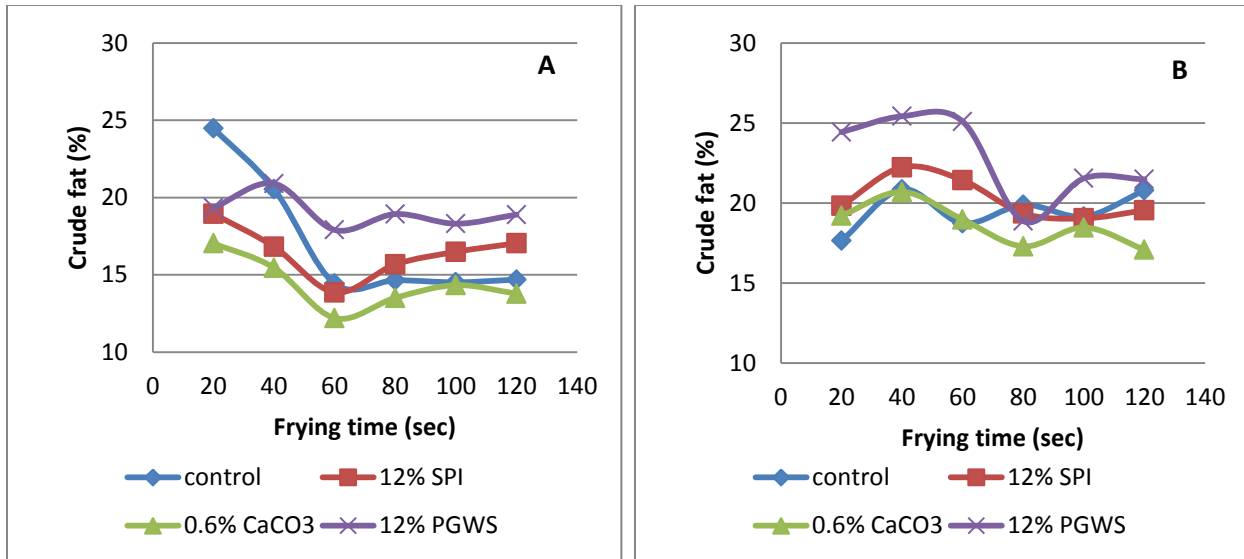 A
Crude fat (%)
30
25
20
15
10
0 20 40 60 80 100 120 140
Frying time (sec)
control 12% SPI
0.6% CaCO3 12% PGWS
B
Crude fat (%)
30
25
20
15
10
0 20 40 60 80 100 120 140
Frying time (sec)
control 12% SPI
0.6% CaCO3 12% PGWS